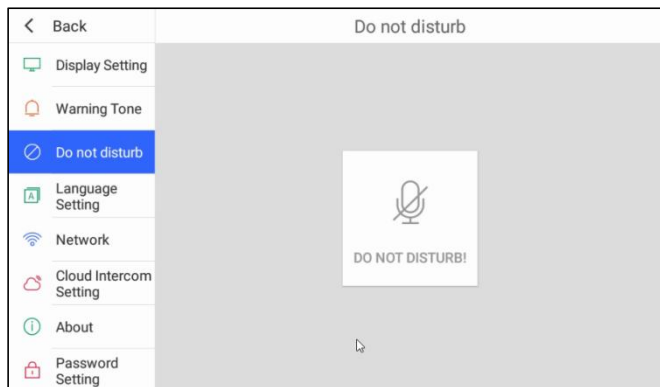 Back
Do not disturb
Display Setting
Warning Tone
Do not disturb
A
Language
Setting
Network
Cloud Intercom
Setting
About
Password
Setting
DO NOT DISTURB!